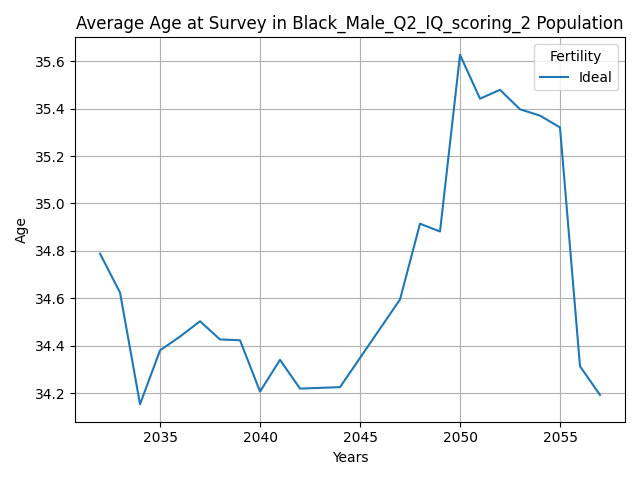 Average Age at Survey in Black_Male_Q2_IQ_scoring_2 Population
Fertility
Ideal
35.6
35.4
35.2
35.0
34.8
34.6
34.4
34.2
Age
2035
2040
2045
2050
2055
Years